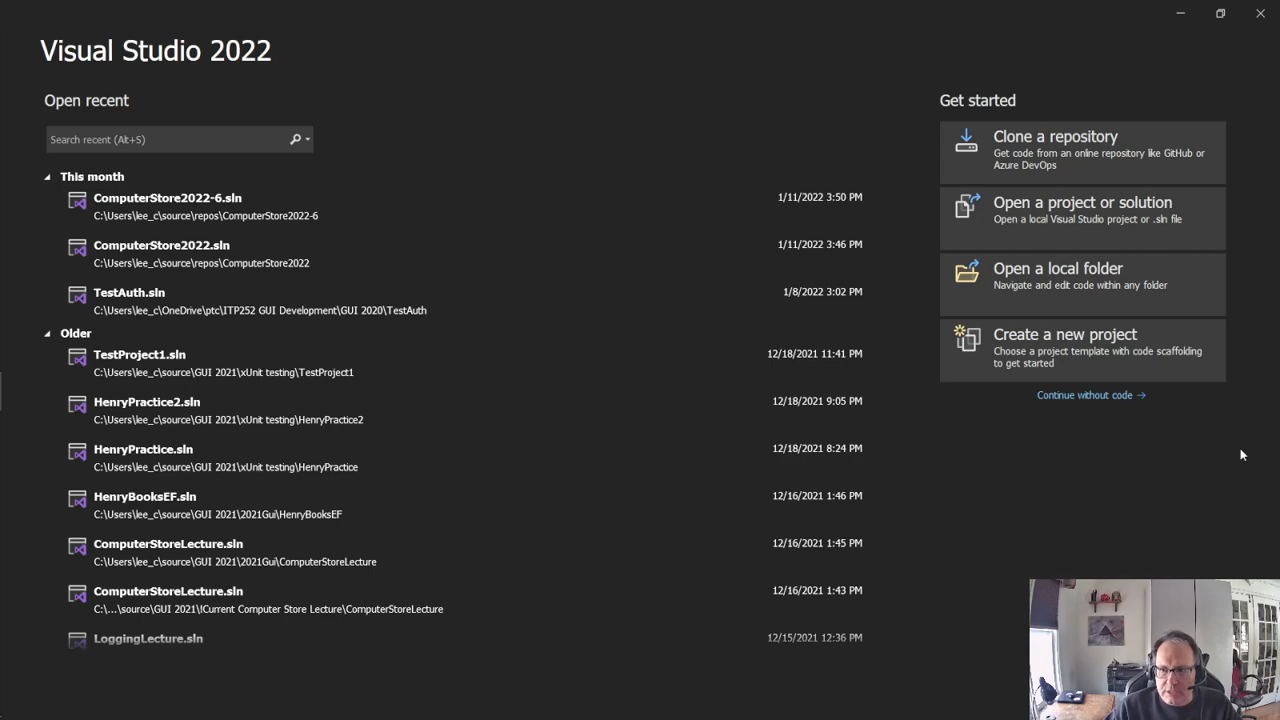 Visual Studio 2022
Open recent
Search recent (Alt+S)
This month
ComputerStore2022-6.sln
1/11/2022 3:50 PM
C:\Users\lee_c\source\repos\ComputerStore2022-6
ComputerStore2022.sln
1/11/2022 3:46 PM
C:\Users\lee_c\source\repos\ComputerStore2022
TestAuth.sln
1/8/2022 3:02 PM
C:\Users\lee_c\OneDrive\ptc\ITP252 GUI Development\GUI 2020\TestAuth
Older
TestProject1.sln
12/18/2021 11:41 PM
C:\Users\lee_c\source\GUI 2021\xUnit testing\TestProject1
HenryPractice2.sln
12/18/2021 9:05 PM
C:\Users\lee_c\source\GUI 2021\xUnit testing\HenryPractice2
HenryPractice.sln
12/18/2021 8:24 PM
C:\Users\lee_c\source\GUI 2021\xUnit testing\HenryPractice
HenryBooksEF.sln
12/16/2021 1:46 PM
C:\Users\lee_c\source\GUI 2021\2021Gui\HenryBooksEF
ComputerStoreLecture.sln
12/16/2021 1:45 PM
C:\Users\lee_c\source\GUI 2021\2021Gui\ComputerStoreLecture
ComputerStoreLecture.sln
12/16/2021 1:43 PM
C:\...\source\GUI 2021\!Current Computer Store Lecture\ComputerStoreLecture
LoggingLecture.sln
12/15/2021 12:36 PM
Get started
Clone a repository
Get code from an online repository like GitHub or
Azure DevOps
Open a project or solution
Open a local Visual Studio project or .sln file
Open a local folder
Navigate and edit code within any folder
Create a new project
Choose a project template with code scaffolding
to get started
Continue without code →